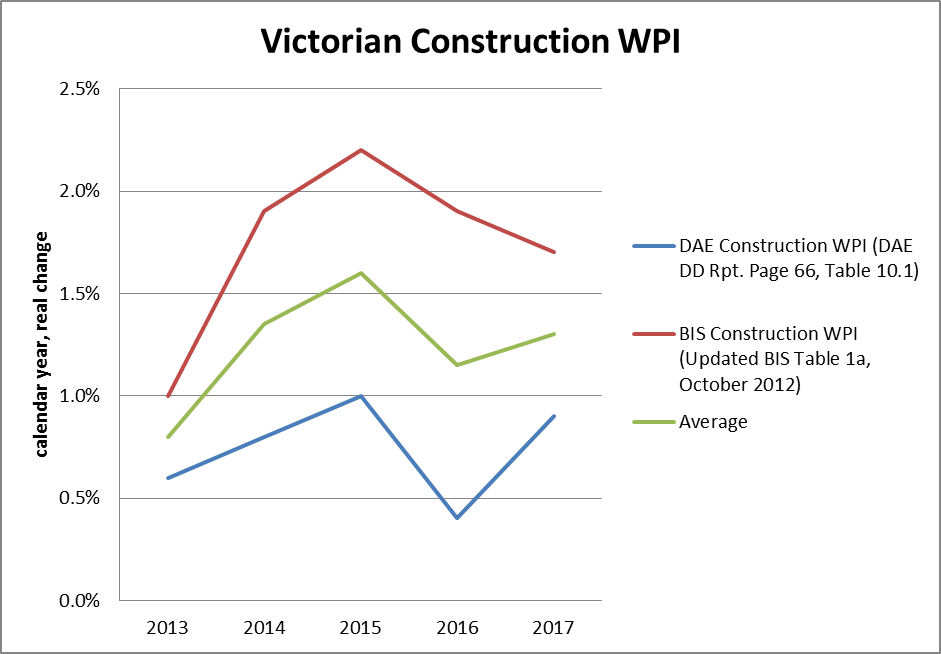 Victorian Construction WPI
calendar year, real change
2.5%
2.0%
1.5%
1.0%
0.5%
0.0%
2013 2014 2015 2016 2017
DAE Construction WPI (DAE
DD Rpt. Page 66, Table 10.1)
BIS Construction WPI
(Updated BIS Table 1a,
October 2012)
Average